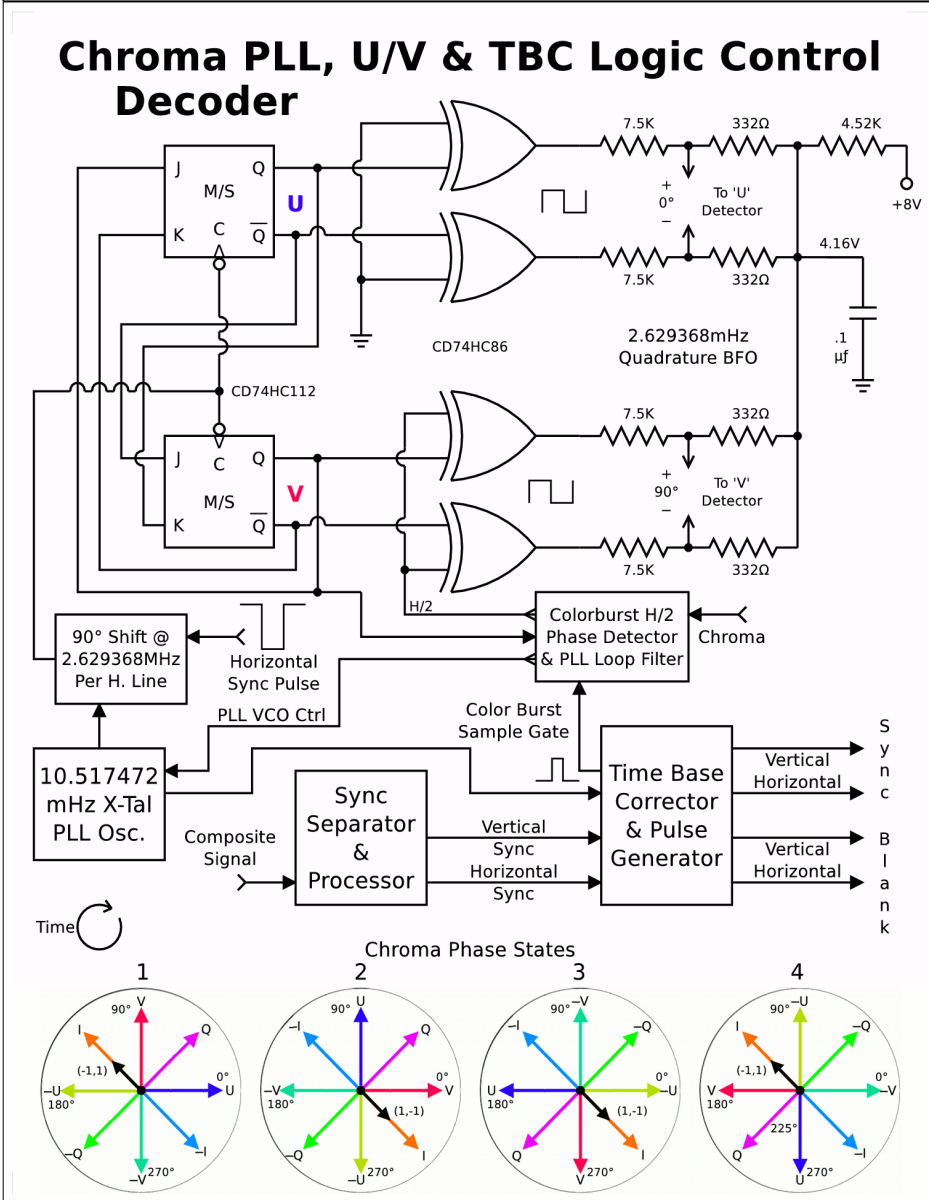 Chroma PLL, U/V & TBC Logic Control
Decoder
J
Q
M/S
K
C
Q̅
U
7.5K
332Ω
4.52K
+8V
+
0°
−
To 'U'
Detector
7.5K
332Ω
4.16V
.1
µf
CD74HC86
2.629368mHz
Quadrature BFO
CD74HC112
J
C
Q
M/S
K
Q̅
V
7.5K
332Ω
+
90°
−
To 'V'
Detector
7.5K
332Ω
H/2
Colorburst H/2
Phase Detector
& PLL Loop Filter
Chroma
90° Shift @
2.629368MHz
Per H. Line
Horizontal
Sync Pulse
PLL VCO Ctrl
Color Burst
Sample Gate
10.517472
mHz X-Tal
PLL Osc.
Composite
Signal
Sync
Separator
&
Processor
Vertical
Sync
Horizontal
Sync
Time Base
Corrector
& Pulse
Generator
Vertical
Horizontal
Sync
Vertical
Horizontal
Blank
Time
Chroma Phase States
1
2
3
4
V
90°
I
Q
(-1,1)
0°
−U
U
180°
−Q
−I
−V
270°
U
90°
−I
Q
0°
−V
V
180°
(1,-1)
−Q
I
−U
270°
−V
90°
−I
−Q
0°
U
−U
180°
(1,-1)
Q
I
V
270°
−U
90°
I
−Q
(-1,1)
0°
V
−V
180°
225°
Q
−I
U
270°